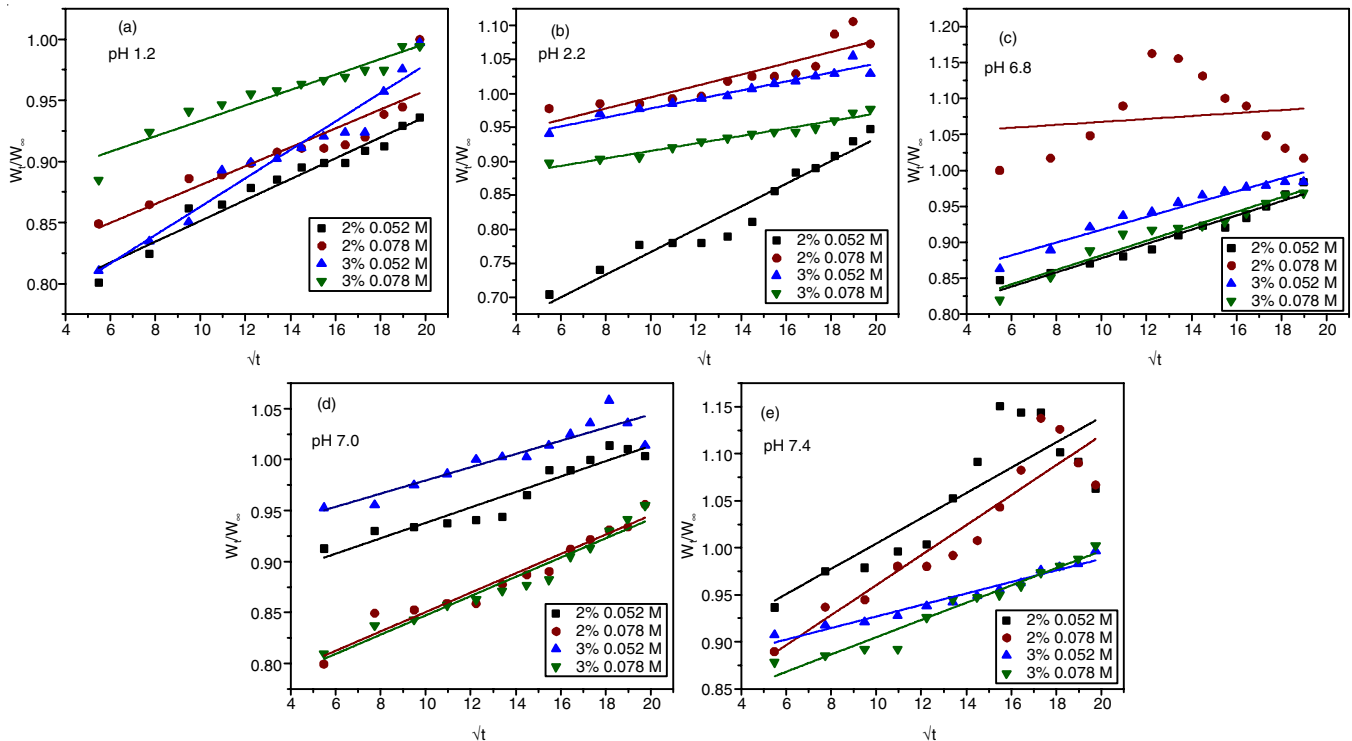 (a)
pH 1.2
Wt/W∞
1.00
0.95
0.90
0.85
0.80
2% 0.052 M
2% 0.078 M
3% 0.052 M
3% 0.078 M
4 6 8 10 12 14 16 18 20
√t
(b)
pH 2.2
Wt/W∞
1.10
1.05
1.00
0.95
0.90
0.85
0.80
0.75
0.70
2% 0.052 M
2% 0.078 M
3% 0.052 M
3% 0.078 M
4 6 8 10 12 14 16 18 20
√t
(c)
pH 6.8
Wt/W∞
1.20
1.15
1.10
1.05
1.00
0.95
0.90
0.85
0.80
2% 0.052 M
2% 0.078 M
3% 0.052 M
3% 0.078 M
4 6 8 10 12 14 16 18 20
√t
(d)
pH 7.0
Wt/W∞
1.05
1.00
0.95
0.90
0.85
0.80
2% 0.052 M
2% 0.078 M
3% 0.052 M
3% 0.078 M
4 6 8 10 12 14 16 18 20
√t
(e)
pH 7.4
Wt/W∞
1.15
1.10
1.05
1.00
0.95
0.90
0.85
2% 0.052 M
2% 0.078 M
3% 0.052 M
3% 0.078 M
4 6 8 10 12 14 16 18 20
√t